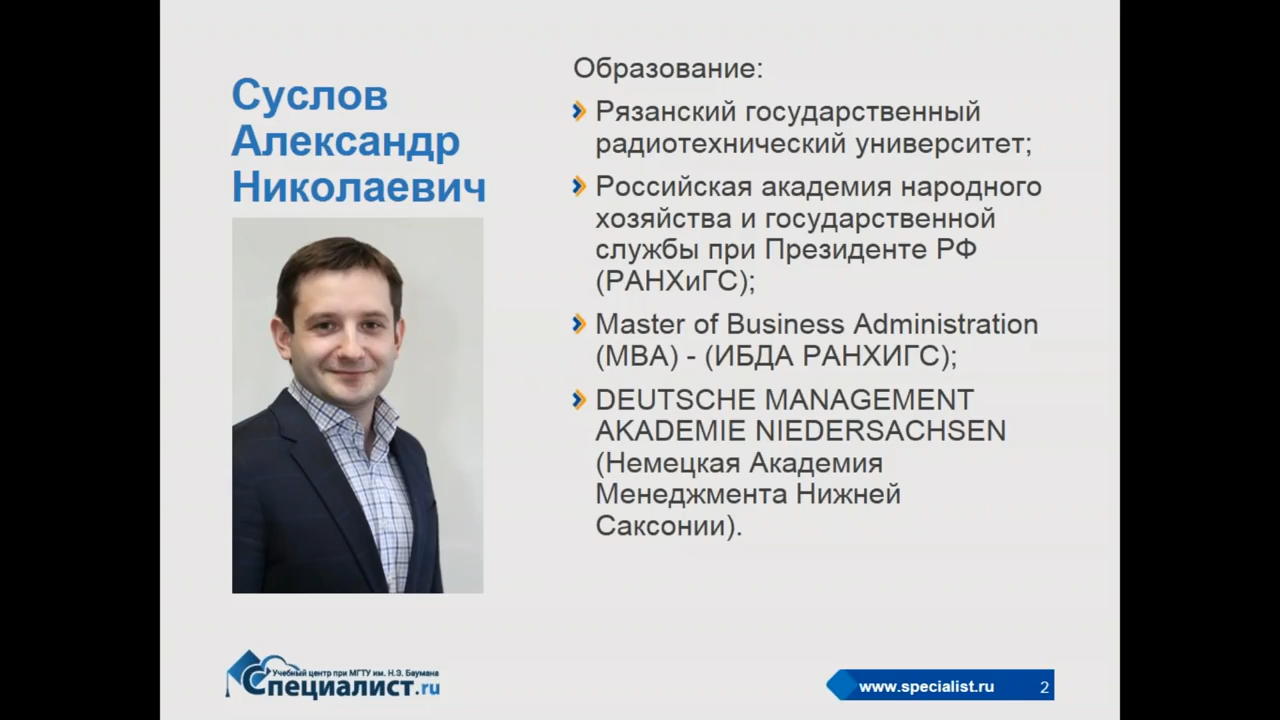 Суслов
Александр
Николаевич
Образование:
Рязанский государственный
радиотехнический университет;
Российская академия народного
хозяйства и государственной
службы при Президенте РФ
(РАНХиГС);
Master of Business Administration
(MBA) - (ИБДА РАНХИГС);
DEUTSCHE MANAGEMENT
AKADEMIE NIEDERSACHSEN
(Немецкая Академия
Менеджмента Нижней
Саксонии).
Учебный центр при МГТУ им. Н.Э. Баумана
Специалист.ru
www.specialist.ru 2